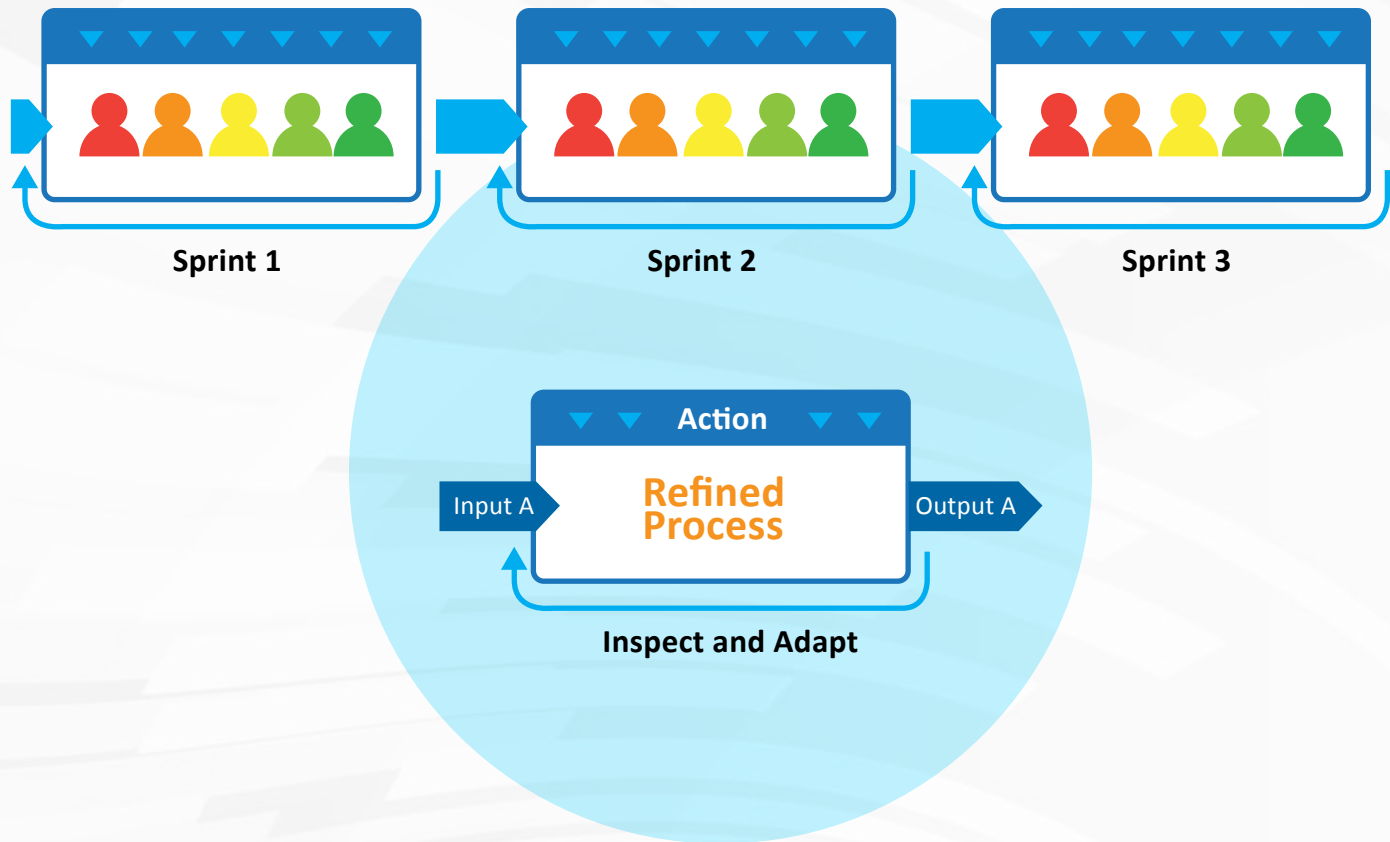 Sprint 1
Sprint 2
Sprint 3
Action
Input A
Refined
Process
Output A
Inspect and Adapt